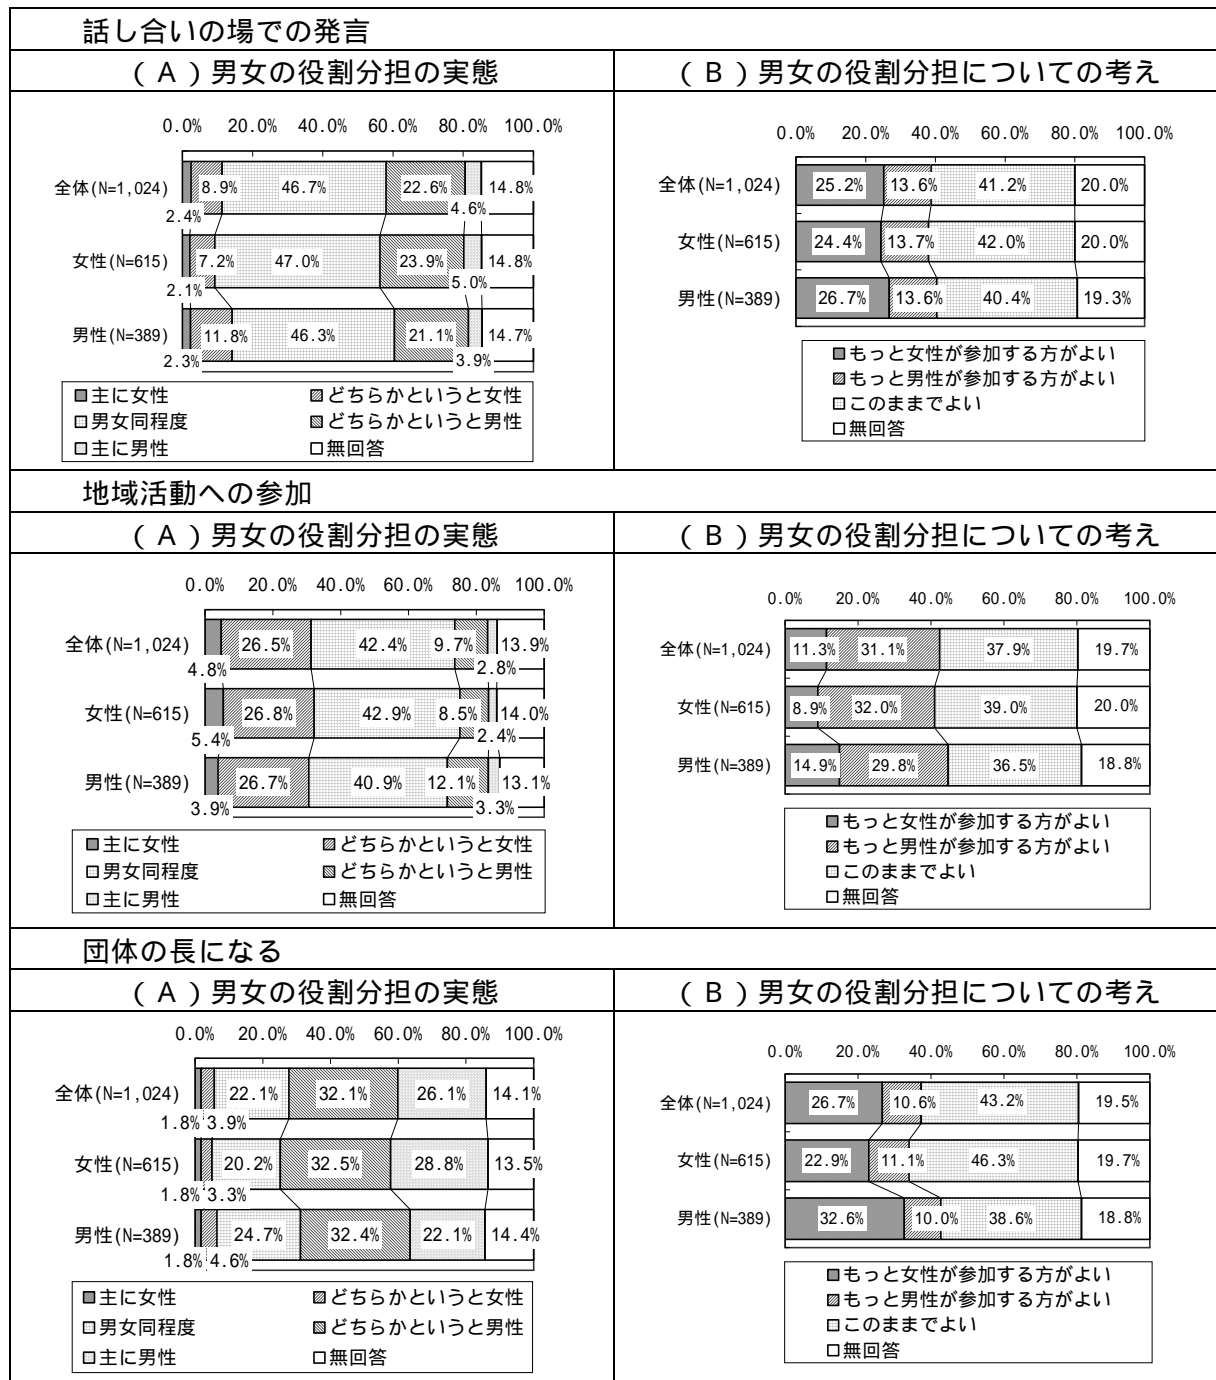 話し合いの場での発言
（Ａ）男女の役割分担の実態
（Ｂ）男女の役割分担についての考え
0.0% 20.0% 40.0% 60.0% 80.0% 100.0%
全体(N=1,024) 2.4% 8.9% 46.7% 22.6% 4.6% 14.8%
女性(N=615) 2.1% 7.2% 47.0% 23.9% 5.0% 14.8%
男性(N=389) 2.3% 11.8% 46.3% 21.1% 3.9% 14.7%
主に女性 どちらかというと女性
男女同程度 どちらかというと男性
主に男性 無回答
0.0% 20.0% 40.0% 60.0% 80.0% 100.0%
全体(N=1,024) 25.2% 13.6% 41.2% 20.0%
女性(N=615) 24.4% 13.7% 42.0% 20.0%
男性(N=389) 26.7% 13.6% 40.4% 19.3%
もっと女性が参加する方がよい
もっと男性が参加する方がよい
このままでよい
無回答
地域活動への参加
（Ａ）男女の役割分担の実態
（Ｂ）男女の役割分担についての考え
0.0% 20.0% 40.0% 60.0% 80.0% 100.0%
全体(N=1,024) 4.8% 26.5% 42.4% 9.7% 2.8% 13.9%
女性(N=615) 5.4% 26.8% 42.9% 8.5% 2.4% 14.0%
男性(N=389) 3.9% 26.7% 40.9% 12.1% 3.3% 13.1%
主に女性 どちらかというと女性
男女同程度 どちらかというと男性
主に男性 無回答
0.0% 20.0% 40.0% 60.0% 80.0% 100.0%
全体(N=1,024) 11.3% 31.1% 37.9% 19.7%
女性(N=615) 8.9% 32.0% 39.0% 20.0%
男性(N=389) 14.9% 29.8% 36.5% 18.8%
もっと女性が参加する方がよい
もっと男性が参加する方がよい
このままでよい
無回答
団体の長になる
（Ａ）男女の役割分担の実態
（Ｂ）男女の役割分担についての考え
0.0% 20.0% 40.0% 60.0% 80.0% 100.0%
全体(N=1,024) 1.8% 3.9% 22.1% 32.1% 26.1% 14.1%
女性(N=615) 1.8% 3.3% 20.2% 32.5% 28.8% 13.5%
男性(N=389) 1.8% 4.6% 24.7% 32.4% 22.1% 14.4%
主に女性 どちらかというと女性
男女同程度 どちらかというと男性
主に男性 無回答
0.0% 20.0% 40.0% 60.0% 80.0% 100.0%
全体(N=1,024) 26.7% 10.6% 43.2% 19.5%
女性(N=615) 22.9% 11.1% 46.3% 19.7%
男性(N=389) 32.6% 10.0% 38.6% 18.8%
もっと女性が参加する方がよい
もっと男性が参加する方がよい
このままでよい
無回答